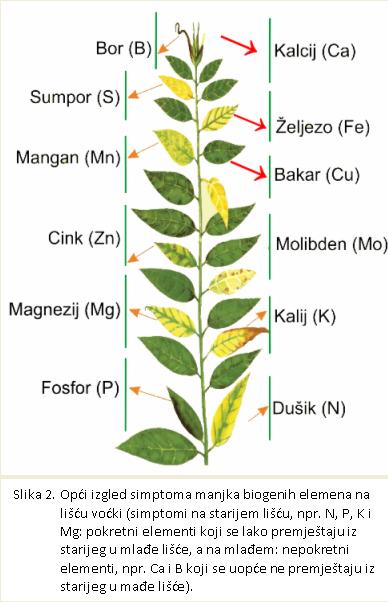 Bor (B)
Kalcij (Ca)
Sumpor (S)
Željezo (Fe)
Mangan (Mn)
Bakar (Cu)
Cink (Zn)
Molibden (Mo)
Magnezij (Mg)
Kalij (K)
Fosfor (P)
Dušik (N)
Slika 2. Opći izgled simptoma manjka biogenih elemena na
lišću voćki (simptomi na starijem lišću, npr. N, P, K i
Mg: pokretni elementi koji se lako premještaju iz
starijeg u mlađe lišće, a na mlađem: nepokretni
elementi, npr. Ca i B koji se uopće ne premještaju iz
starijeg u mađe lišće).